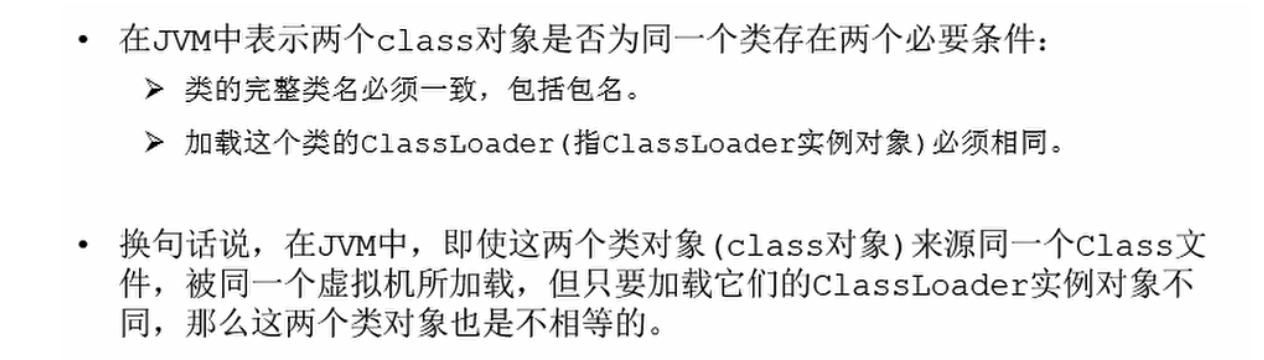 • 在JVM中表示两个class对象是否为同一个类存在两个必要条件：
➢ 类的完整类名必须一致，包括包名。
➢ 加载这个类的ClassLoader(指ClassLoader实例对象)必须相同。
• 换句话说，在JVM中，即使这两个类对象(class对象)来源同一个Class文
件，被同一个虚拟机所加载，但只要加载它们的ClassLoader实例对象不
同，那么这两个类对象也是不相等的。